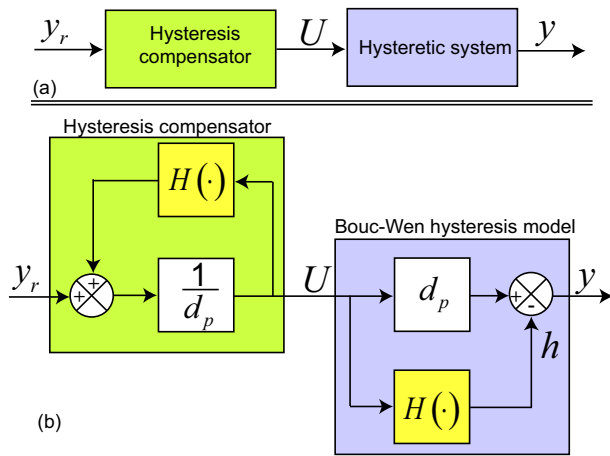 y_r
Hysteresis
compensator
U
Hysteretic system
y
(a)
Hysteresis compensator
H(·)
Bouc-Wen hysteresis model
y_r
+
+
1
d_p
U
d_p
+
-
y
h
H(·)
(b)